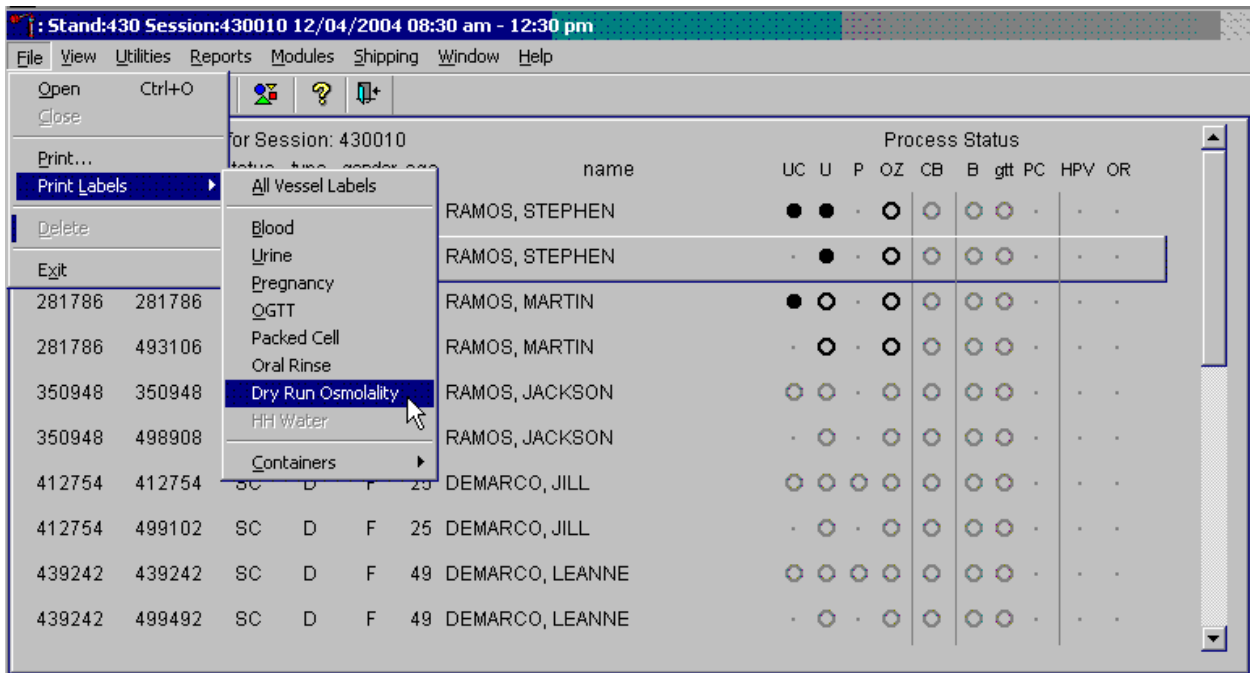 : Stand:430 Session:430010 12/04/2004 08:30 am - 12:30 pm
File View Utilities Reports Modules Shipping Window Help
Open Ctrl+O
Close
Print...
Print Labels
Delete
Exit
All Vessel Labels
Blood
Urine
Pregnancy
OGTT
Packed Cell
Oral Rinse
Dry Run Osmolality
HH Water
Containers
for Session: 430010 Process Status
status type gender age name UC U P OZ CB B gtt PC HPV OR
RAMOS, STEPHEN
RAMOS, STEPHEN
281786 281786 RAMOS, MARTIN
281786 493106 RAMOS, MARTIN
350948 350948 RAMOS, JACKSON
350948 498908 RAMOS, JACKSON
412754 412754 SC D F 25 DEMARCO, JILL
412754 499102 SC D F 25 DEMARCO, JILL
439242 439242 SC D F 49 DEMARCO, LEANNE
439242 499492 SC D F 49 DEMARCO, LEANNE